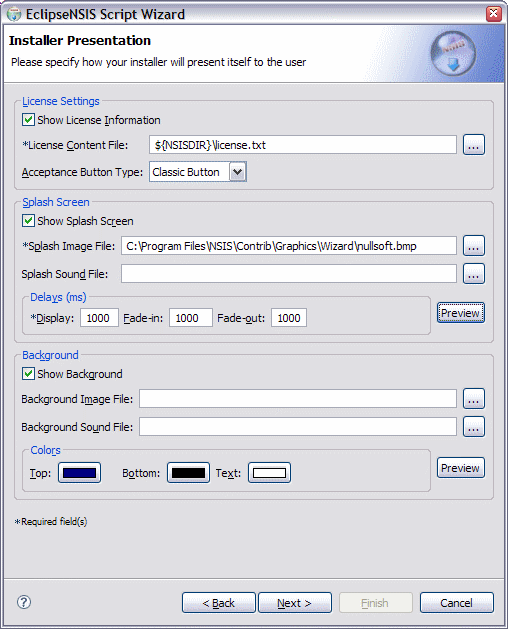 EclipseNSIS Script Wizard
Installer Presentation
Please specify how your installer will present itself to the user
License Settings
Show License Information
*License Content File: ${NSISDIR}\license.txt ...
Acceptance Button Type: Classic Button
Splash Screen
Show Splash Screen
*Splash Image File: C:\Program Files\NSIS\Contrib\Graphics\Wizard\nullsoft.bmp ...
Splash Sound File: ...
Delays (ms)
*Display: 1000 Fade-in: 1000 Fade-out: 1000 Preview
Background
Show Background
Background Image File: ...
Background Sound File: ...
Colors
Top: Bottom: Text: Preview
*Required field(s)
? < Back Next > Finish Cancel